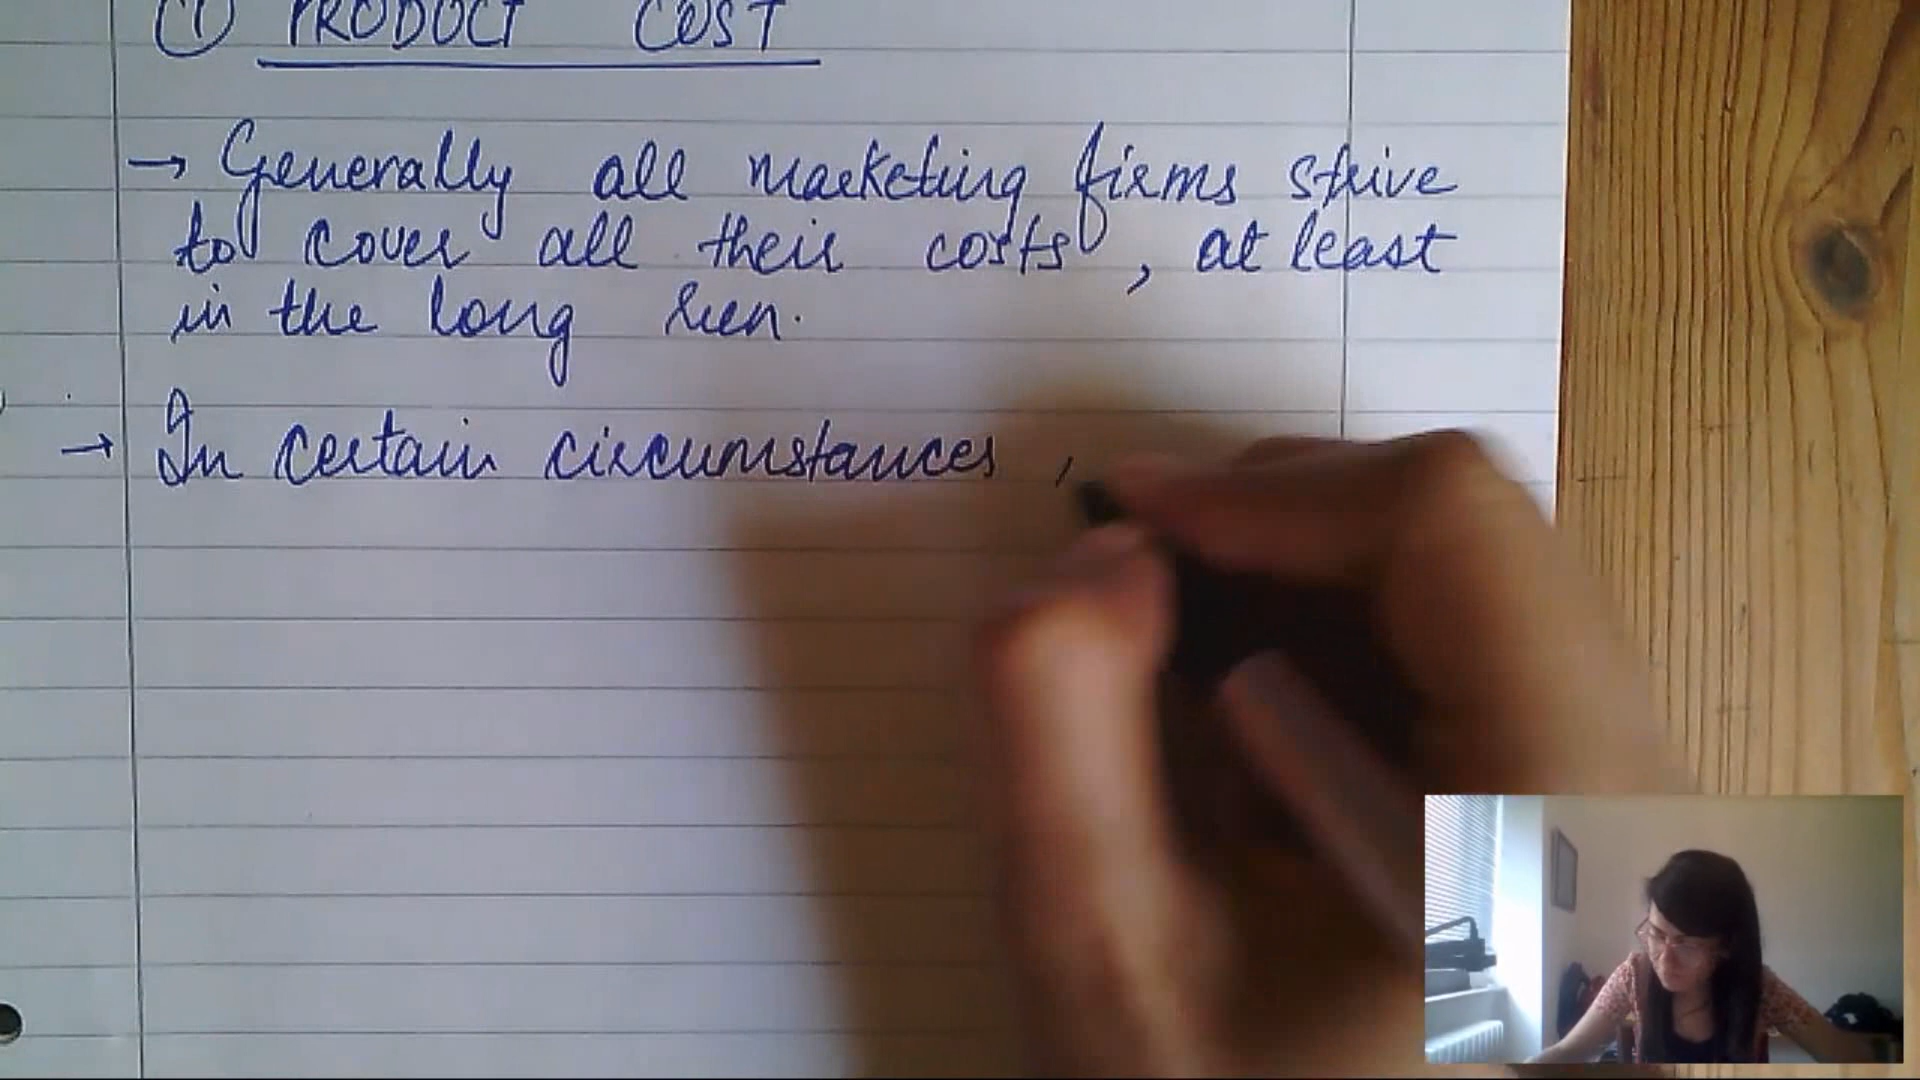 ① PRODUCT COST
→ Generally all marketing firms strive
to cover all their costs, at least
in the long run.
→ In certain circumstances,